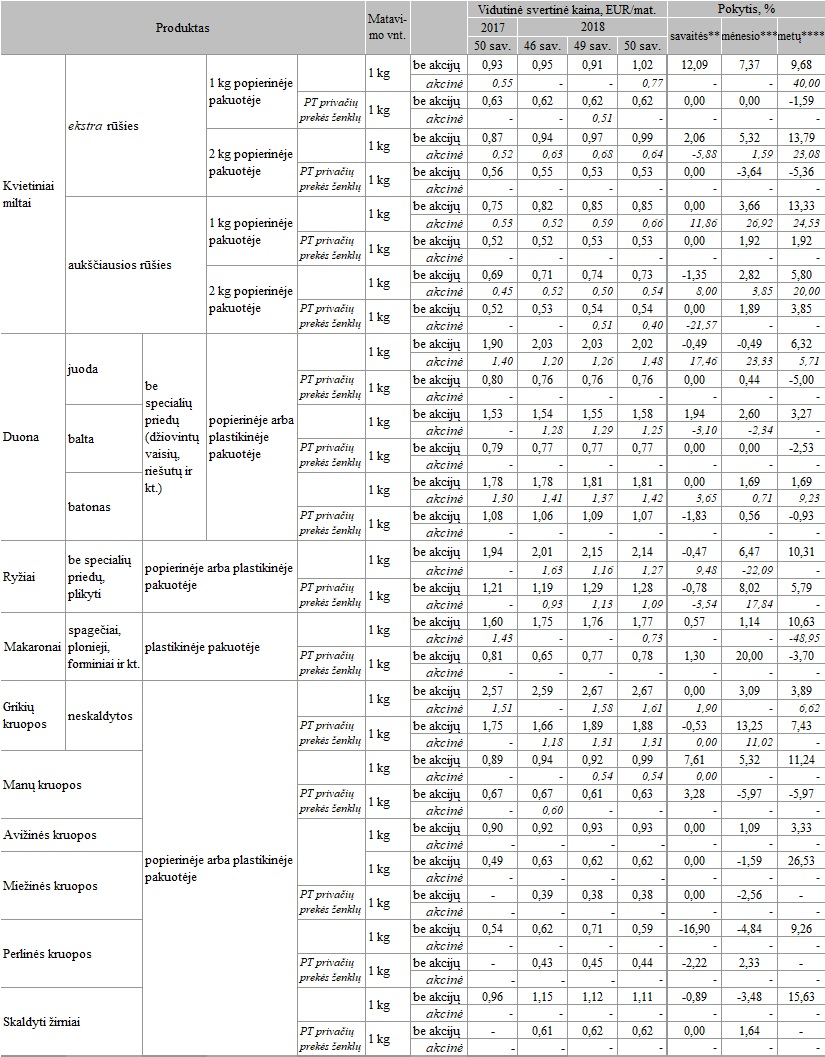 Produktas Matavi- Vidutinė svertinė kaina, EUR/mat. Pokytis, %
mo vnt. 2017 2018 savaitės** mėnesio*** metų****
50 sav. 46 sav. 49 sav. 50 sav.
Kvietiniai miltai ekstra rūšies 1 kg popierinėje pakuotėje 1 kg be akcijų 0,93 0,95 0,91 1,02 12,09 7,37 9,68
akcinė 0,55 - - 0,77 - - 40,00
PT privačių prekės ženklų 1 kg be akcijų 0,63 0,62 0,62 0,62 0,00 0,00 -1,59
akcinė - - 0,51 - - - -
2 kg popierinėje pakuotėje 1 kg be akcijų 0,87 0,94 0,97 0,99 2,06 5,32 13,79
akcinė 0,52 0,63 0,68 0,64 -5,88 1,59 23,08
PT privačių prekės ženklų 1 kg be akcijų 0,56 0,55 0,53 0,53 0,00 -3,64 -5,36
akcinė - - - - - - -
aukščiausios rūšies 1 kg popierinėje pakuotėje 1 kg be akcijų 0,75 0,82 0,85 0,85 0,00 3,66 13,33
akcinė 0,53 0,52 0,59 0,66 11,86 26,92 24,53
PT privačių prekės ženklų 1 kg be akcijų 0,52 0,52 0,53 0,53 0,00 1,92 1,92
akcinė - - - - - - -
2 kg popierinėje pakuotėje 1 kg be akcijų 0,69 0,71 0,74 0,73 -1,35 2,82 5,80
akcinė 0,45 0,52 0,50 0,54 8,00 3,85 20,00
PT privačių prekės ženklų 1 kg be akcijų 0,52 0,53 0,54 0,54 0,00 1,89 3,85
akcinė - - 0,51 0,40 -21,57 - -
Duona juoda be specialių priedų (džiovintų vaisių, riešutų ir kt.) popierinėje arba plastikinėje pakuotėje 1 kg be akcijų 1,90 2,03 2,03 2,02 -0,49 -0,49 6,32
akcinė 1,40 1,20 1,26 1,48 17,46 23,33 5,71
PT privačių prekės ženklų 1 kg be akcijų 0,80 0,76 0,76 0,76 0,00 0,44 -5,00
akcinė - - - - - - -
balta 1 kg be akcijų 1,53 1,54 1,55 1,58 1,94 2,60 3,27
akcinė - 1,28 1,29 1,25 -3,10 -2,34 -
PT privačių prekės ženklų 1 kg be akcijų 0,79 0,77 0,77 0,77 0,00 0,00 -2,53
akcinė - - - - - - -
batonas 1 kg be akcijų 1,78 1,78 1,81 1,81 0,00 1,69 1,69
akcinė 1,30 1,41 1,37 1,42 3,65 0,71 9,23
PT privačių prekės ženklų 1 kg be akcijų 1,08 1,06 1,09 1,07 -1,83 0,56 -0,93
akcinė - - - - - - -
Ryžiai be specialių priedų, plikyti popierinėje arba plastikinėje pakuotėje 1 kg be akcijų 1,94 2,01 2,15 2,14 -0,47 6,47 10,31
akcinė - 1,63 1,16 1,27 9,48 -22,09 -
PT privačių prekės ženklų 1 kg be akcijų 1,21 1,19 1,29 1,28 -0,78 8,02 5,79
akcinė - 0,93 1,13 1,09 -3,54 17,84 -
Makaronai spagečiai, plonieji, forminiai ir kt. plastikinėje pakuotėje 1 kg be akcijų 1,60 1,75 1,76 1,77 0,57 1,14 10,63
akcinė 1,43 - - 0,73 - - -48,95
PT privačių prekės ženklų 1 kg be akcijų 0,81 0,65 0,77 0,78 1,30 20,00 -3,70
akcinė - - - - - - -
Grikių kruopos neskaldytos popierinėje arba plastikinėje pakuotėje 1 kg be akcijų 2,57 2,59 2,67 2,67 0,00 3,09 3,89
akcinė 1,51 - 1,58 1,61 1,90 - 6,62
PT privačių prekės ženklų 1 kg be akcijų 1,75 1,66 1,89 1,88 -0,53 13,25 7,43
akcinė - 1,18 1,31 1,31 0,00 11,02 -
Manų kruopos 1 kg be akcijų 0,89 0,94 0,92 0,99 7,61 5,32 11,24
akcinė - - 0,54 0,54 0,00 - -
PT privačių prekės ženklų 1 kg be akcijų 0,67 0,67 0,61 0,63 3,28 -5,97 -5,97
akcinė - 0,60 - - - - -
Avižinės kruopos 1 kg be akcijų 0,90 0,92 0,93 0,93 0,00 1,09 3,33
akcinė - - - - - - -
Miežinės kruopos 1 kg be akcijų 0,49 0,63 0,62 0,62 0,00 -1,59 26,53
akcinė - - - - - - -
PT privačių prekės ženklų 1 kg be akcijų - 0,39 0,38 0,38 0,00 -2,56 -
akcinė - - - - - - -
Perlinės kruopos 1 kg be akcijų 0,54 0,62 0,71 0,59 -16,90 -4,84 9,26
akcinė - - - - - - -
PT privačių prekės ženklų 1 kg be akcijų - 0,43 0,45 0,44 -2,22 2,33 -
akcinė - - - - - - -
Skaldyti žirniai 1 kg be akcijų 0,96 1,15 1,12 1,11 -0,89 -3,48 15,63
akcinė - - - - - - -
PT privačių prekės ženklų 1 kg be akcijų - 0,61 0,62 0,62 0,00 1,64 -
akcinė - - - - - - -